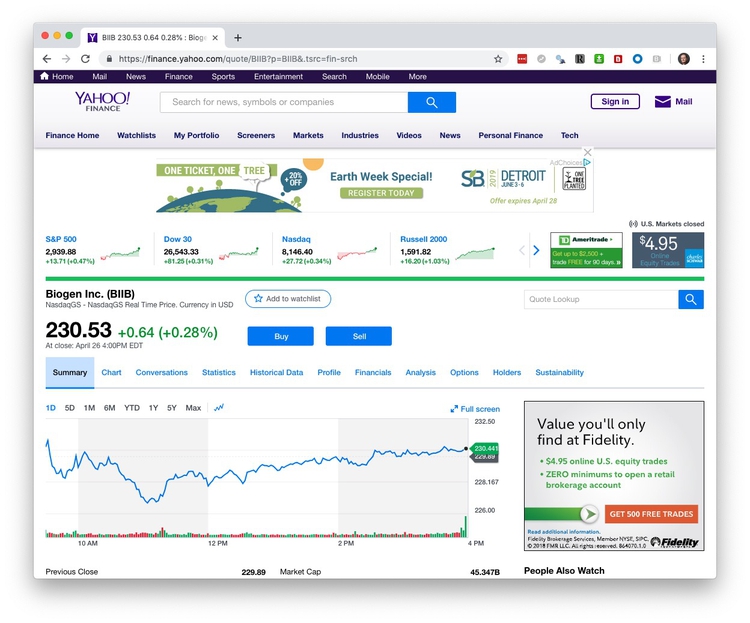 BIIB 230.53 0.64 0.28% : Bioge
https://finance.yahoo.com/quote/BIIB?p=BIIB&.tsrc=fin-srch
Home Mail News Finance Sports Entertainment Search Mobile More
YAHOO!
FINANCE
Search for news, symbols or companies
Sign in
Mail
Finance Home Watchlists My Portfolio Screeners Markets Industries Videos News Personal Finance Tech
AdChoices
ONE TICKET, ONE TREE
+20% OFF
Earth Week Special!
REGISTER TODAY
SB 2019 DETROIT
JUNE 3-6
ONE TREE PLANTED
Offer expires April 28
U.S. Markets closed
S&P 500
2,939.88
+13.71 (+0.47%)
Dow 30
26,543.33
+81.25 (+0.31%)
Nasdaq
8,146.40
+27.72 (+0.34%)
Russell 2000
1,591.82
+16.20 (+1.03%)
TD Ameritrade
Get up to $2,500 +
trade FREE for 90 days. »
$4.95
Online
Equity Trades
charles
SCHWAB
Biogen Inc. (BIIB)
NasdaqGS - NasdaqGS Real Time Price. Currency in USD
Add to watchlist
Quote Lookup
230.53 +0.64 (+0.28%)
At close: April 26 4:00PM EDT
Buy
Sell
Summary Chart Conversations Statistics Historical Data Profile Financials Analysis Options Holders Sustainability
1D 5D 1M 6M YTD 1Y 5Y Max
Full screen
232.50
230.441
229.89
228.167
226.00
10 AM 12 PM 2 PM 4 PM
Value you'll only
find at Fidelity.
• $4.95 online U.S. equity trades
• ZERO minimums to open a retail
brokerage account
GET 500 FREE TRADES
Read additional information.
Fidelity Brokerage Services, Member NYSE, SIPC.
© 2018 FMR LLC. All rights reserved. 864070.1.0
Fidelity
Previous Close 229.89
Market Cap 45.347B
People Also Watch